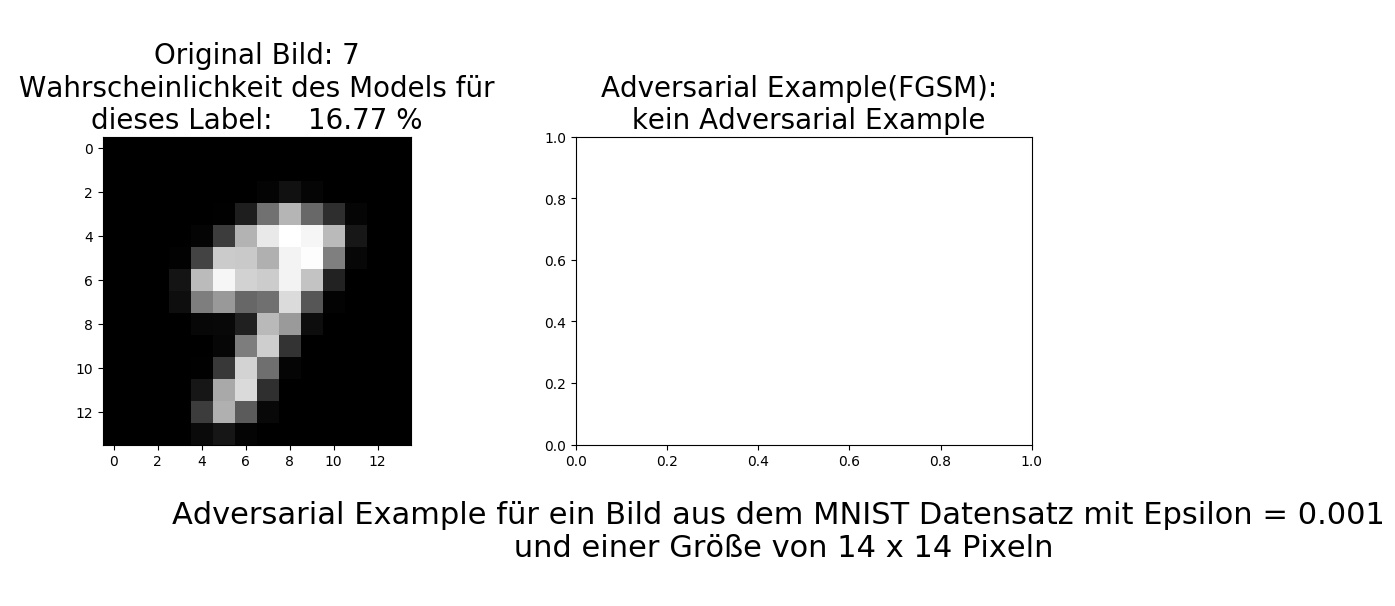 Original Bild: 7
Wahrscheinlichkeit des Models für
dieses Label:    16.77 %
Adversarial Example(FGSM):
kein Adversarial Example
0
2
4
6
8
10
12
0 2 4 6 8 10 12
1.0
0.8
0.6
0.4
0.2
0.0
0.0 0.2 0.4 0.6 0.8 1.0
Adversarial Example für ein Bild aus dem MNIST Datensatz mit Epsilon = 0.001
und einer Größe von 14 x 14 Pixeln